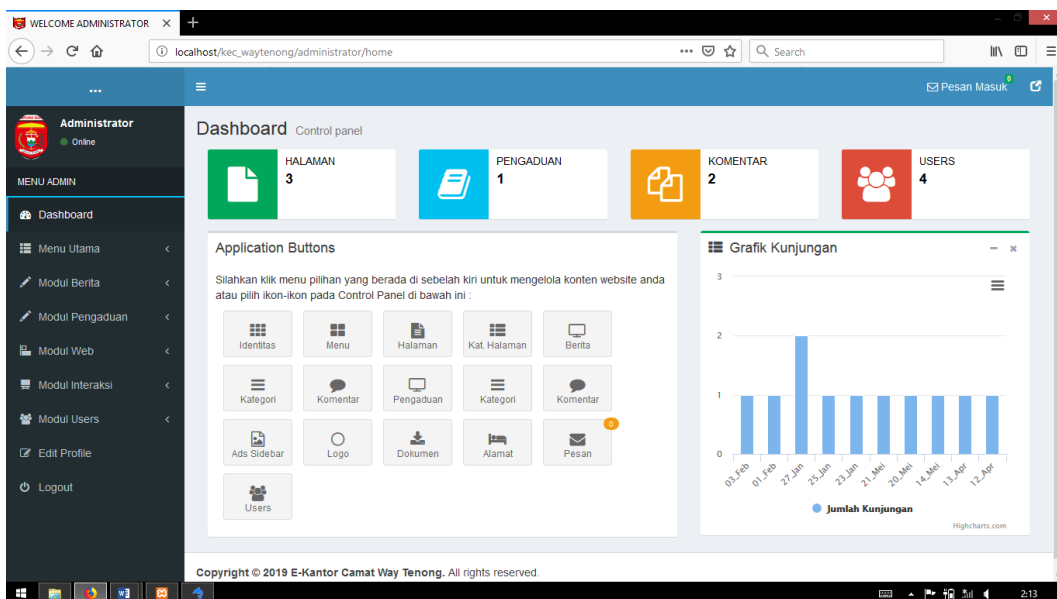 WELCOME ADMINISTRATOR
localhost/kec_waytenong/administrator/home
Search
...
Pesan Masuk 0
Administrator
Online
MENU ADMIN
Dashboard
Menu Utama
Modul Berita
Modul Pengaduan
Modul Web
Modul Interaksi
Modul Users
Edit Profile
Logout
Dashboard Control panel
HALAMAN
3
PENGADUAN
1
KOMENTAR
2
USERS
4
Application Buttons
Silahkan klik menu pilihan yang berada di sebelah kiri untuk mengelola konten website anda
atau pilih ikon-ikon pada Control Panel di bawah ini :
Identitas
Menu
Halaman
Kat. Halaman
Berita
Kategori
Komentar
Pengaduan
Kategori
Komentar
Ads Sidebar
Logo
Dokumen
Alamat
0
Pesan
Users
Grafik Kunjungan
3
2
1
0
03_Feb
01_Feb
27_Jan
25_Jan
23_Jan
21_Mei
20_Mei
14_Mei
13_Apr
12_Apr
Jumlah Kunjungan
Highcharts.com
Copyright © 2019 E-Kantor Camat Way Tenong. All rights reserved.
2:13